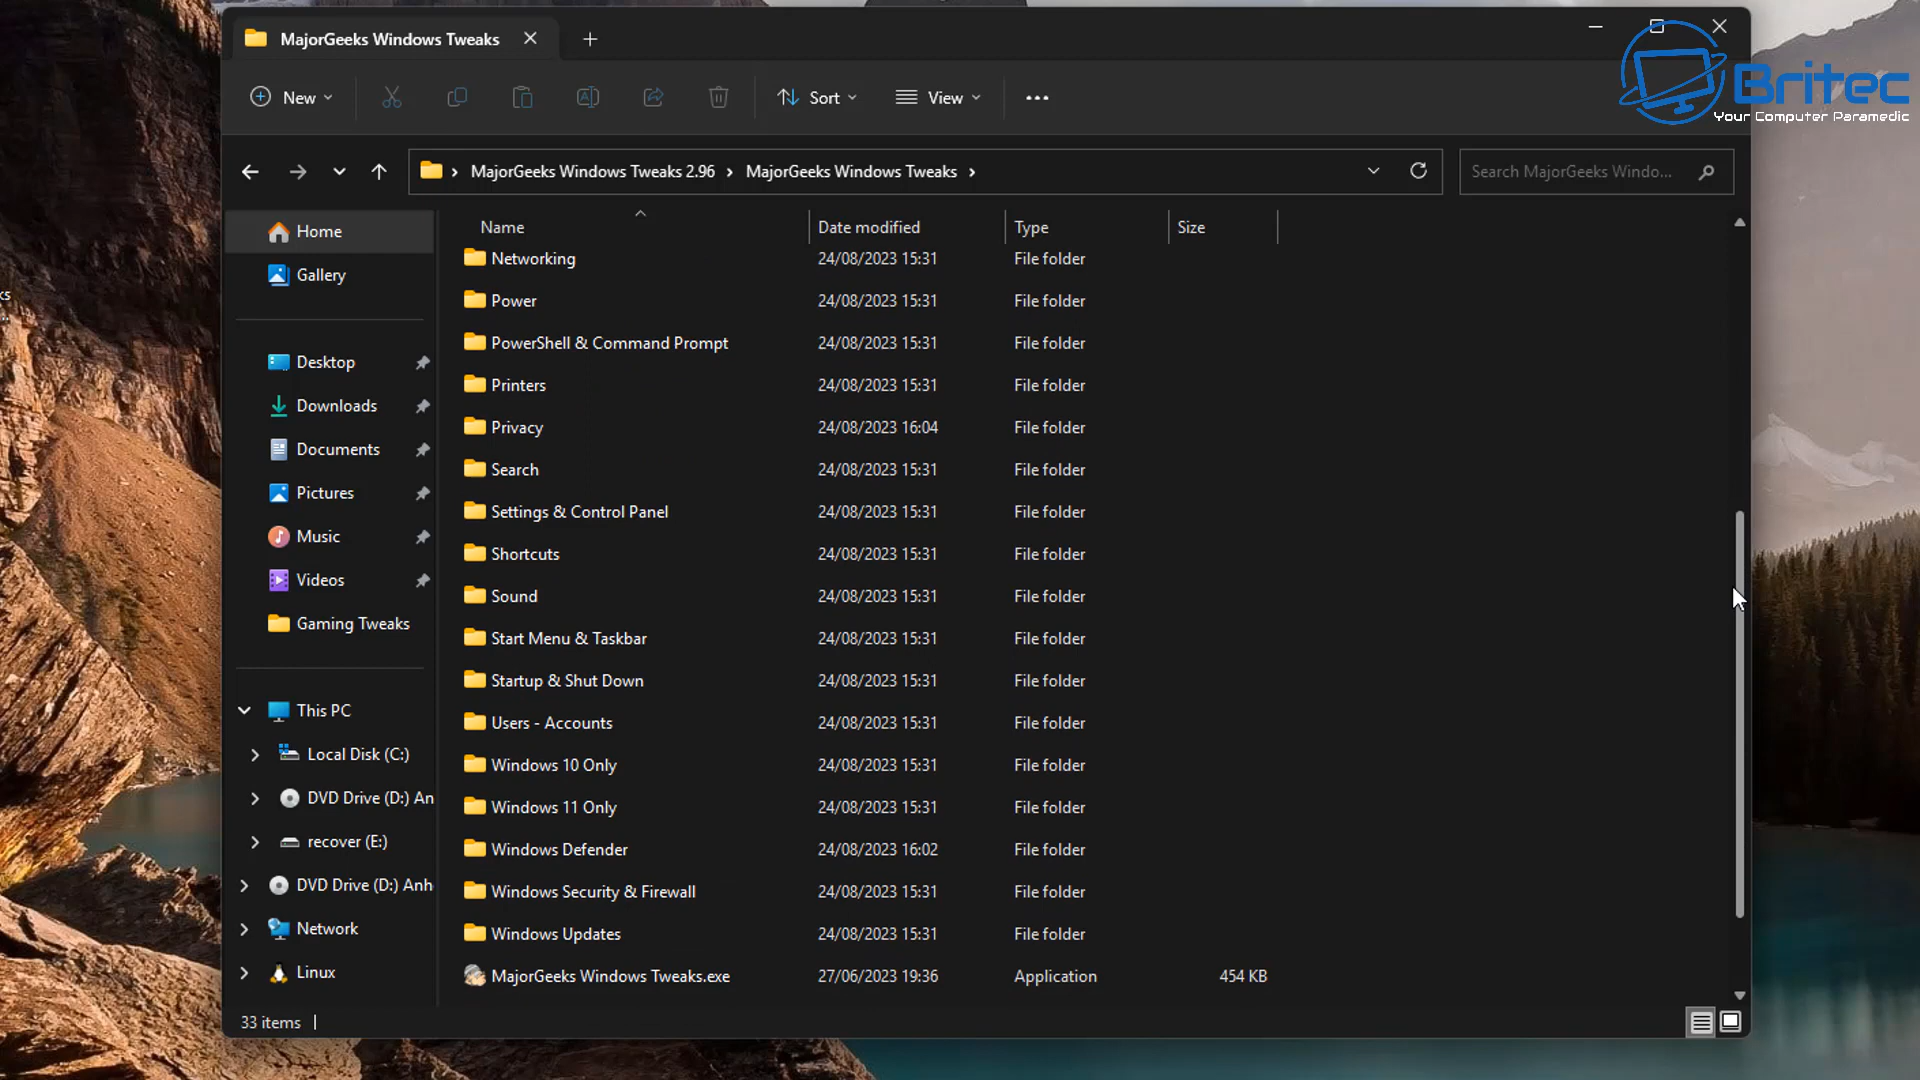 MajorGeeks Windows Tweaks
New
Sort
View
Britec
Your Computer Paramedic
MajorGeeks Windows Tweaks 2.96 > MajorGeeks Windows Tweaks >
Search MajorGeeks Windo...
Name Date modified Type Size
Home
Gallery
Desktop
Downloads
Documents
Pictures
Music
Videos
Gaming Tweaks
This PC
Local Disk (C:)
DVD Drive (D:) An
recover (E:)
DVD Drive (D:) Anh
Network
Linux
Networking 24/08/2023 15:31 File folder
Power 24/08/2023 15:31 File folder
PowerShell & Command Prompt 24/08/2023 15:31 File folder
Printers 24/08/2023 15:31 File folder
Privacy 24/08/2023 16:04 File folder
Search 24/08/2023 15:31 File folder
Settings & Control Panel 24/08/2023 15:31 File folder
Shortcuts 24/08/2023 15:31 File folder
Sound 24/08/2023 15:31 File folder
Start Menu & Taskbar 24/08/2023 15:31 File folder
Startup & Shut Down 24/08/2023 15:31 File folder
Users - Accounts 24/08/2023 15:31 File folder
Windows 10 Only 24/08/2023 15:31 File folder
Windows 11 Only 24/08/2023 15:31 File folder
Windows Defender 24/08/2023 16:02 File folder
Windows Security & Firewall 24/08/2023 15:31 File folder
Windows Updates 24/08/2023 15:31 File folder
MajorGeeks Windows Tweaks.exe 27/06/2023 19:36 Application 454 KB
33 items